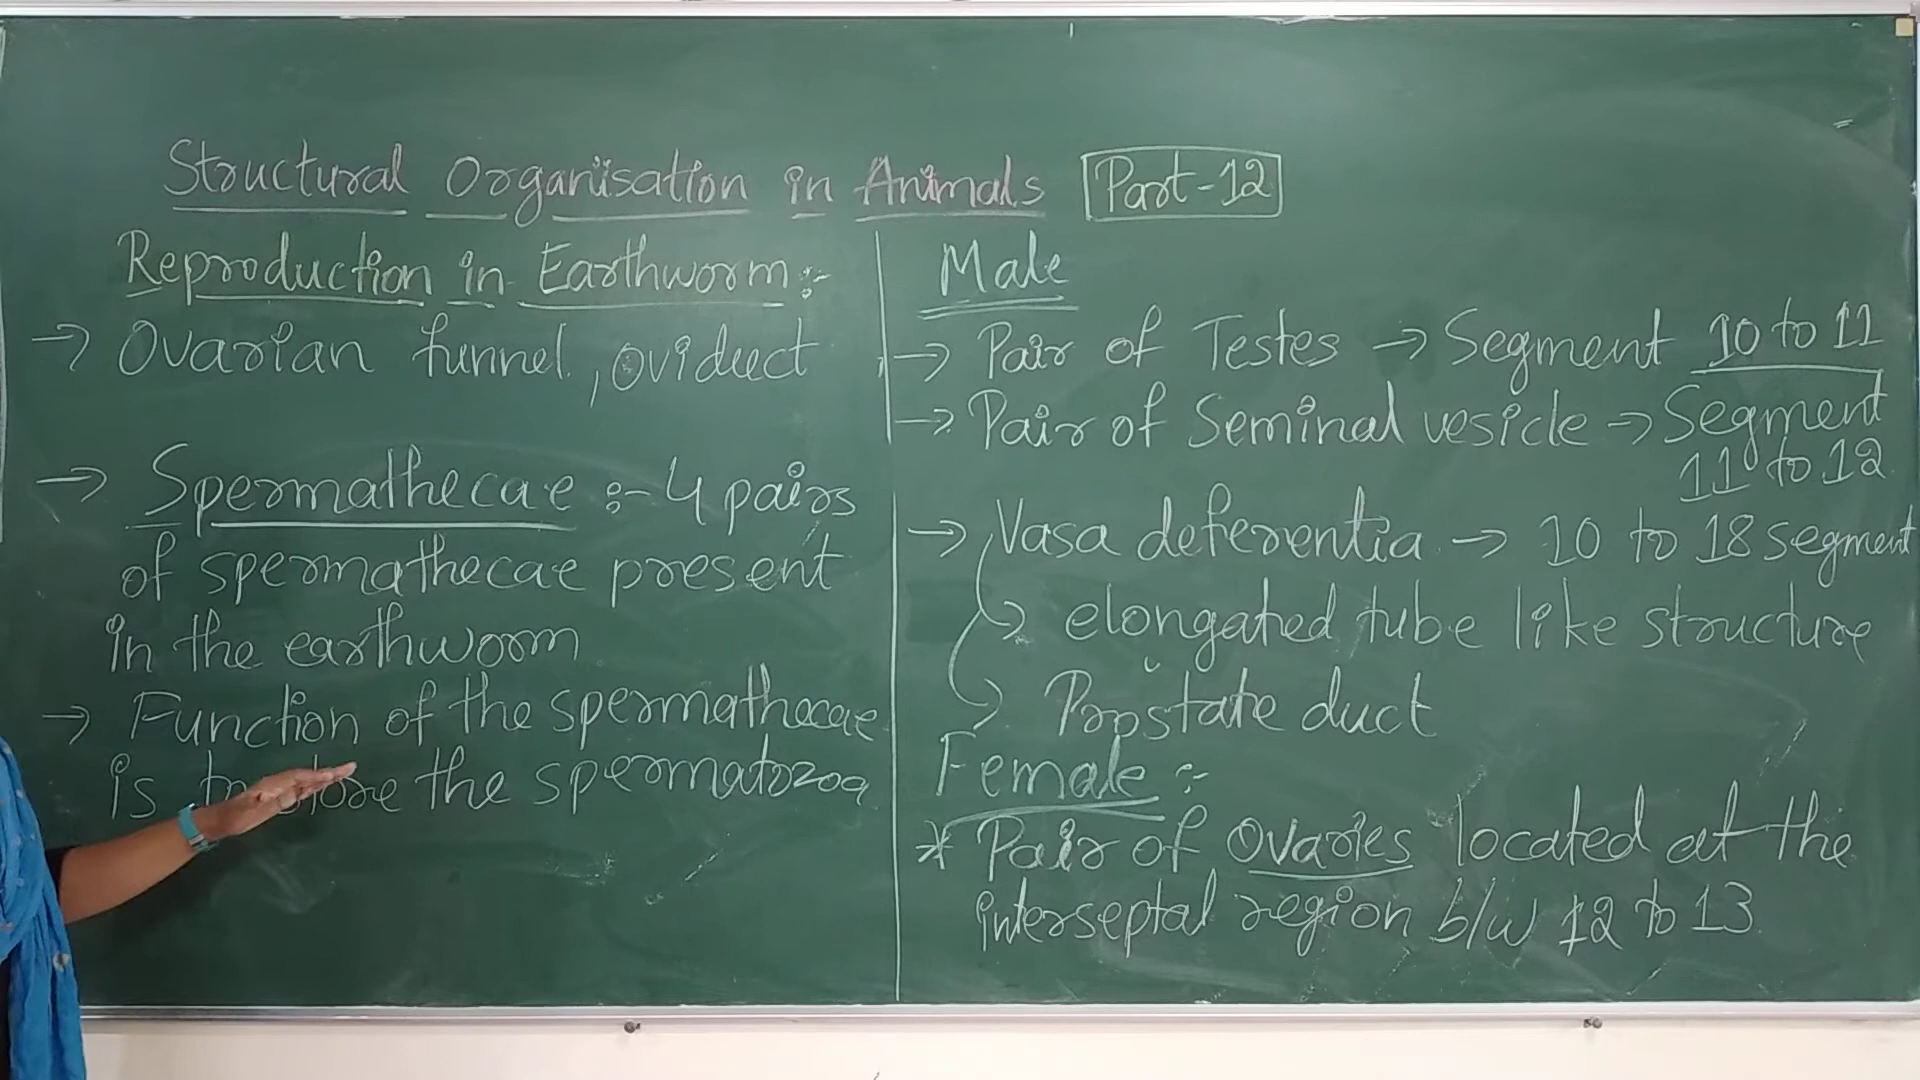 Structural Organisation in Animals Part-12
Reproduction in Earthworm :-
→ Ovarian funnel, oviduct
→ Spermathecae :- 4 pairs
of spermathecae present
in the earthworm
→ Function of the spermathecae
is to store the spermatozoa
Male
→ Pair of Testes → Segment 10 to 11
→ Pair of Seminal vesicle → Segment
11 to 12
→ Vasa deferentia → 10 to 18 segment
elongated tube like structure
Propstate duct
Female :-
* Pair of Ovaries located at the
interseptal region b/w 12 to 13